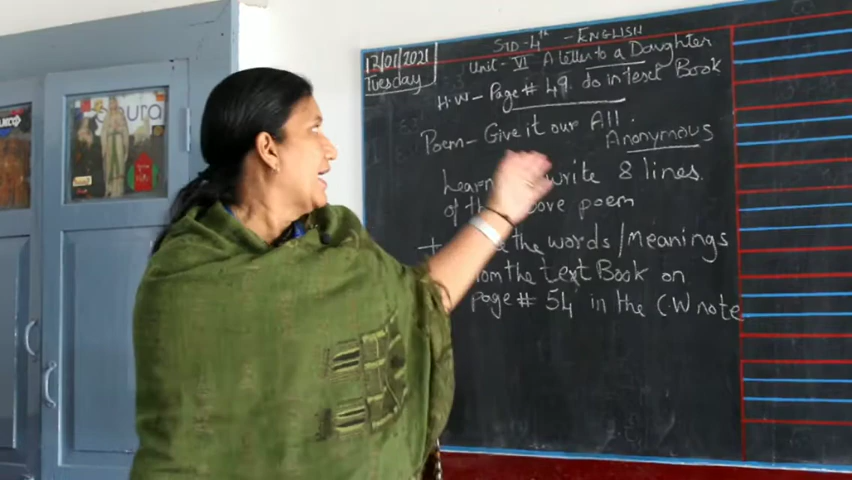 12/01/2021
Tuesday
STD - 4th - ENGLISH
Unit - VI A letter to a Daughter
H.W - Page # 49. do in text Book
Poem - Give it our All.
Anonymous
write 8 lines.
of the above poem
the words/meanings
from the text Book on
page # 54 in the C.W note